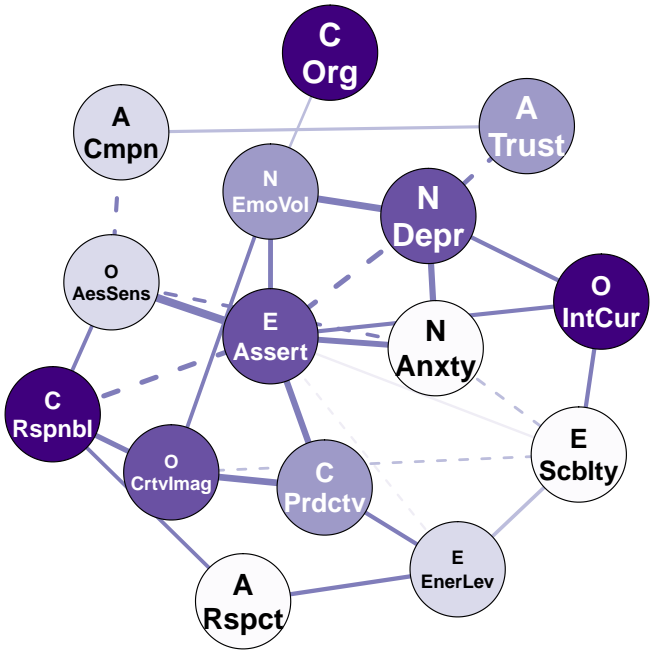 C
Org
A
Cmpn
A
Trust
N
EmoVol
N
Depr
O
AesSens
O
IntCur
E
Assert
N
Anxty
C
Rspnbl
E
Scblty
O
CrtvImag
C
Prdctv
E
EnerLev
A
Rspct